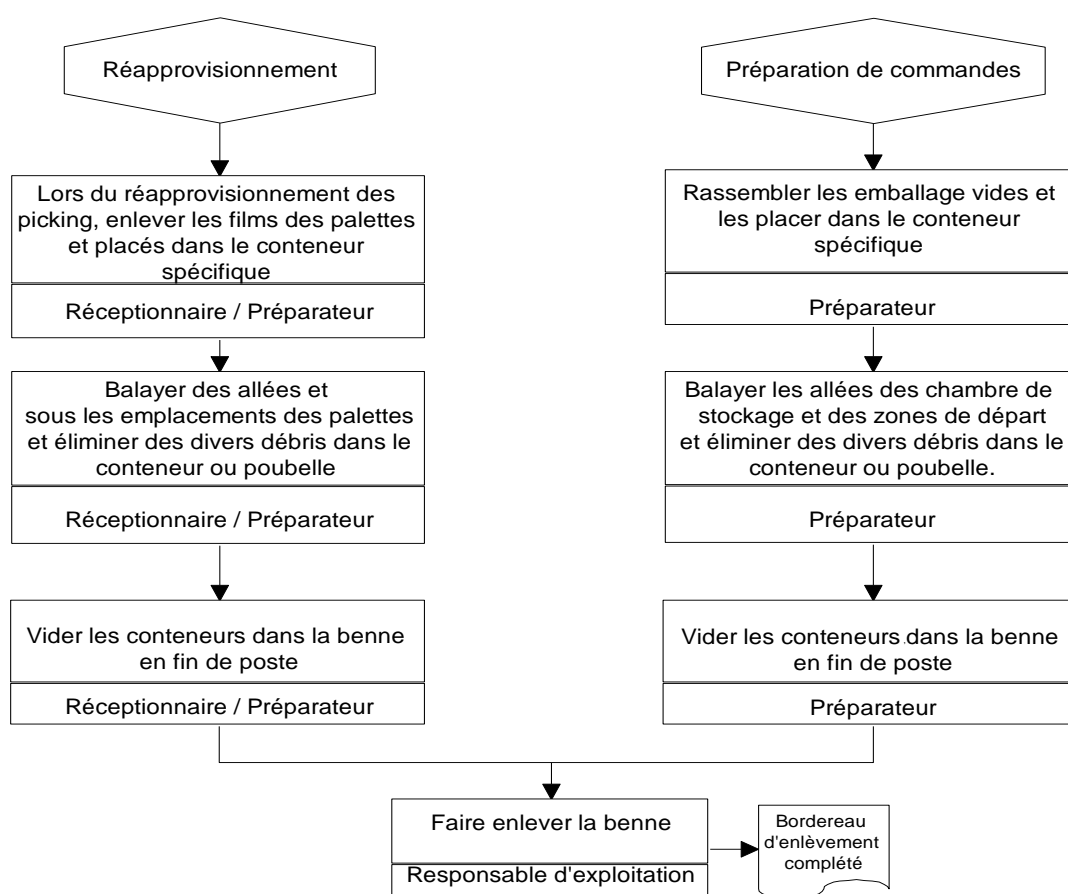 Réapprovisionnement
Lors du réapprovisionnement des
picking, enlever les films des palettes
et placés dans le conteneur
spécifique
Réceptionnaire / Préparateur
Balayer des allées et
sous les emplacements des palettes
et éliminer des divers débris dans le
conteneur ou poubelle
Réceptionnaire / Préparateur
Vider les conteneurs dans la benne
en fin de poste
Réceptionnaire / Préparateur
Préparation de commandes
Rassembler les emballage vides et
les placer dans le conteneur
spécifique
Préparateur
Balayer les allées des chambre de
stockage et des zones de départ
et éliminer des divers débris dans le
conteneur ou poubelle.
Préparateur
Vider les conteneurs dans la benne
en fin de poste
Préparateur
Faire enlever la benne
Responsable d'exploitation
Bordereau
d'enlèvement
complété